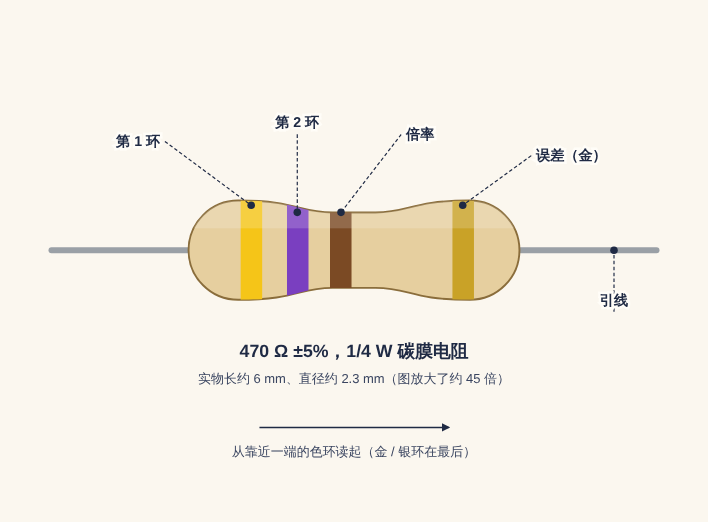 第 2 环
倍率
第 1 环
误差（金）
引线
470 Ω ±5%，1/4 W 碳膜电阻
实物长约 6 mm、直径约 2.3 mm（图放大了约 45 倍）
从靠近一端的色环读起（金 / 银环在最后）